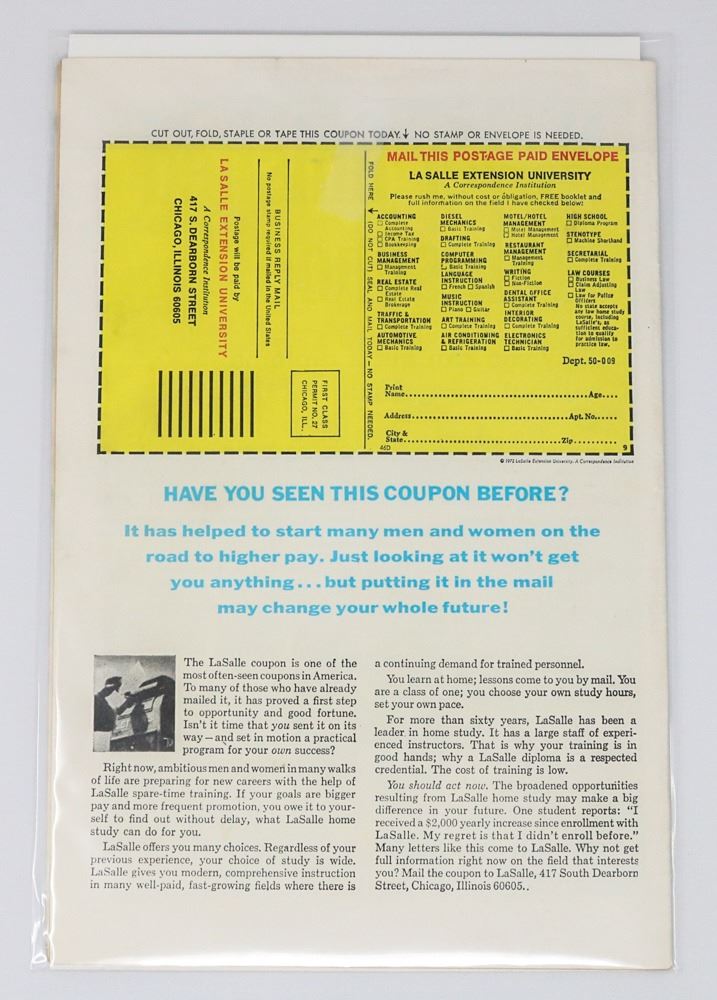 CUT OUT, FOLD, STAPLE OR TAPE THIS COUPON TODAY. NO STAMP OR ENVELOPE IS NEEDED.
BUSINESS REPLY MAIL
No postage stamp required if mailed in the United States
Postage will be paid by
LA SALLE EXTENSION UNIVERSITY
A Correspondence Institution
417 S. DEARBORN STREET
CHICAGO, ILLINOIS 60605
FIRST CLASS
PERMIT NO. 27
CHICAGO, ILL.
FOLD HERE (DO NOT CUT) SEAL AND MAIL TODAY—NO STAMP NEEDED.
MAIL THIS POSTAGE PAID ENVELOPE
LA SALLE EXTENSION UNIVERSITY
A Correspondence Institution
Please rush me, without cost or obligation, FREE booklet and
full information on the field I have checked below!
ACCOUNTING
Complete
Accounting
Income Tax
CPA Training
Bookkeeping
BUSINESS
MANAGEMENT
Management
Training
REAL ESTATE
Complete Real
Estate
Real Estate
Brokerage
TRAFFIC &
TRANSPORTATION
Complete Training
AUTOMOTIVE
MECHANICS
Basic Training
DIESEL
MECHANICS
Basic Training
DRAFTING
Complete Training
COMPUTER
PROGRAMMING
Basic Training
LANGUAGE
INSTRUCTION
French Spanish
MUSIC
INSTRUCTION
Piano Guitar
ART TRAINING
Complete Training
AIR CONDITIONING
& REFRIGERATION
Basic Training
MOTEL/HOTEL
MANAGEMENT
Motel Management
Hotel Management
RESTAURANT
MANAGEMENT
Management
Training
WRITING
Fiction
Non-Fiction
DENTAL OFFICE
ASSISTANT
Complete Training
INTERIOR
DECORATING
Complete Training
ELECTRONICS
TECHNICIAN
Basic Training
HIGH SCHOOL
Diploma Program
STENOTYPE
Machine Shorthand
SECRETARIAL
Complete Training
LAW COURSES
Business Law
Claim Adjusting
Law
Law for Police
Officers
No state accepts
any law home study
course, including
LaSalle's, as
sufficient educa-
tion to qualify
for admission to
practice law.
Dept. 50-009
Print
Name Age
Address Apt. No.
City &
State Zip
46D 9
© 1972 LaSalle Extension University, A Correspondence Institution
HAVE YOU SEEN THIS COUPON BEFORE?
It has helped to start many men and women on the
road to higher pay. Just looking at it won't get
you anything...but putting it in the mail
may change your whole future!
The LaSalle coupon is one of the
most often-seen coupons in America.
To many of those who have already
mailed it, it has proved a first step
to opportunity and good fortune.
Isn't it time that you sent it on its
way—and set in motion a practical
program for your own success?
Right now, ambitious men and women in many walks
of life are preparing for new careers with the help of
LaSalle spare-time training. If your goals are bigger
pay and more frequent promotion, you owe it to your-
self to find out without delay, what LaSalle home
study can do for you.
LaSalle offers you many choices. Regardless of your
previous experience, your choice of study is wide.
LaSalle gives you modern, comprehensive instruction
in many well-paid, fast-growing fields where there is
a continuing demand for trained personnel.
You learn at home; lessons come to you by mail. You
are a class of one; you choose your own study hours,
set your own pace.
For more than sixty years, LaSalle has been a
leader in home study. It has a large staff of experi-
enced instructors. That is why your training is in
good hands; why a LaSalle diploma is a respected
credential. The cost of training is low.
You should act now. The broadened opportunities
resulting from LaSalle home study may make a big
difference in your future. One student reports: "I
received a $2,000 yearly increase since enrollment with
LaSalle. My regret is that I didn't enroll before."
Many letters like this come to LaSalle. Why not get
full information right now on the field that interests
you? Mail the coupon to LaSalle, 417 South Dearborn
Street, Chicago, Illinois 60605..